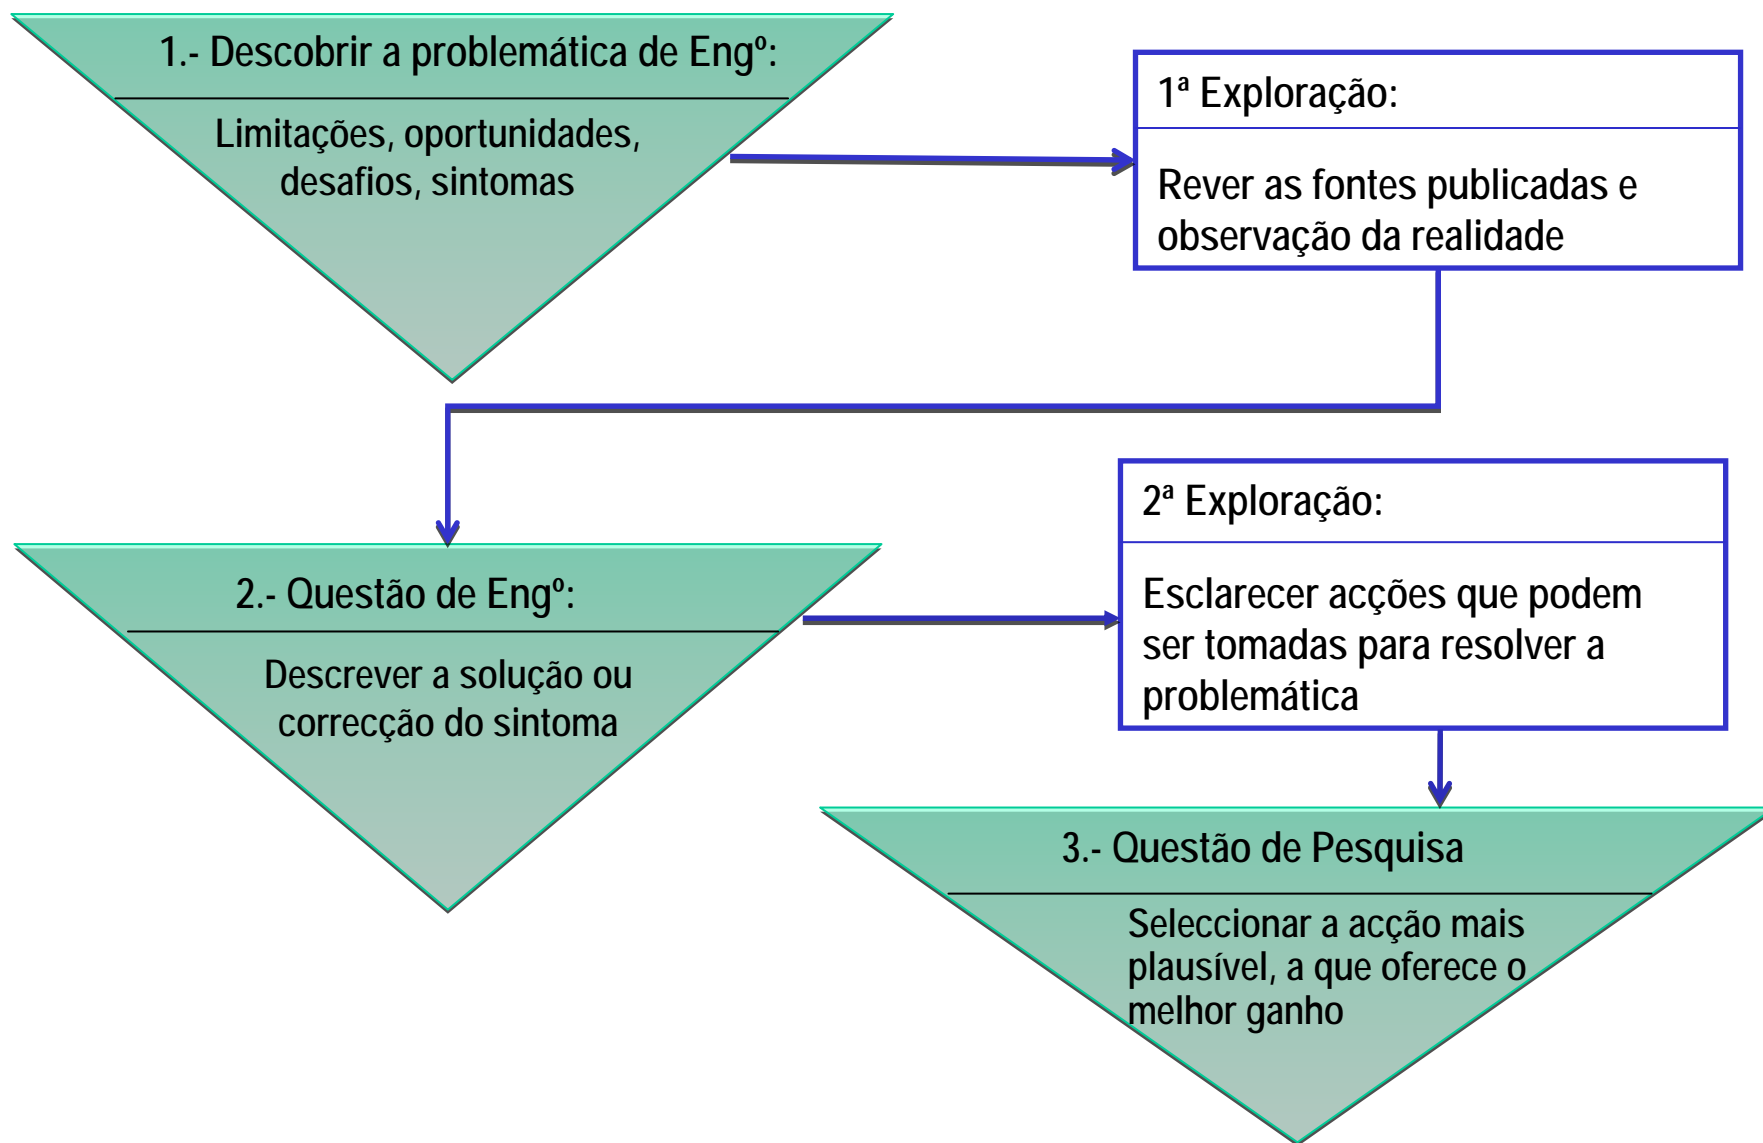 1.- Descobrir a problemática de Engº:
Limitações, oportunidades,
desafios, sintomas
1ª Exploração:
Rever as fontes publicadas e
observação da realidade
2.- Questão de Engº:
Descrever a solução ou
correcção do sintoma
2ª Exploração:
Esclarecer acções que podem
ser tomadas para resolver a
problemática
3.- Questão de Pesquisa
Seleccionar a acção mais
plausível, a que oferece o
melhor ganho